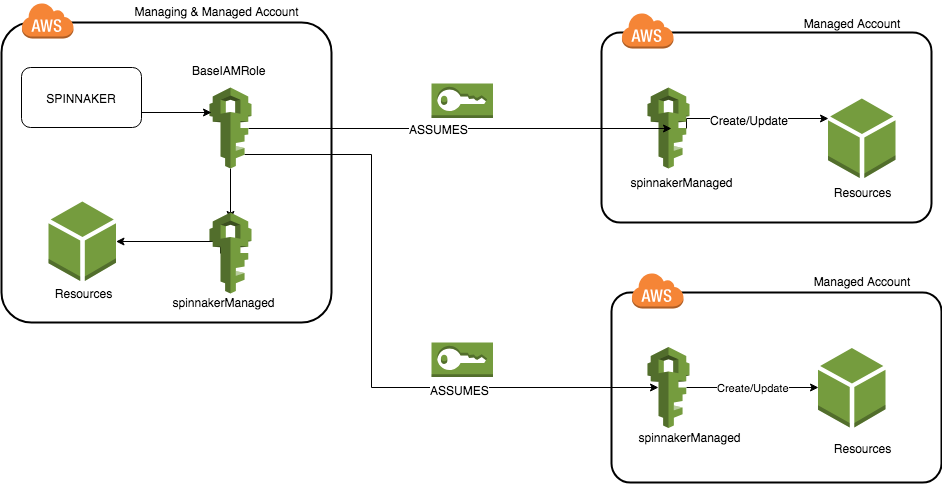 Managing & Managed Account
AWS
SPINNAKER
BaseIAMRole
Resources
spinnakerManaged
ASSUMES
ASSUMES
Managed Account
AWS
Create/Update
spinnakerManaged
Resources
Managed Account
AWS
Create/Update
spinnakerManaged
Resources